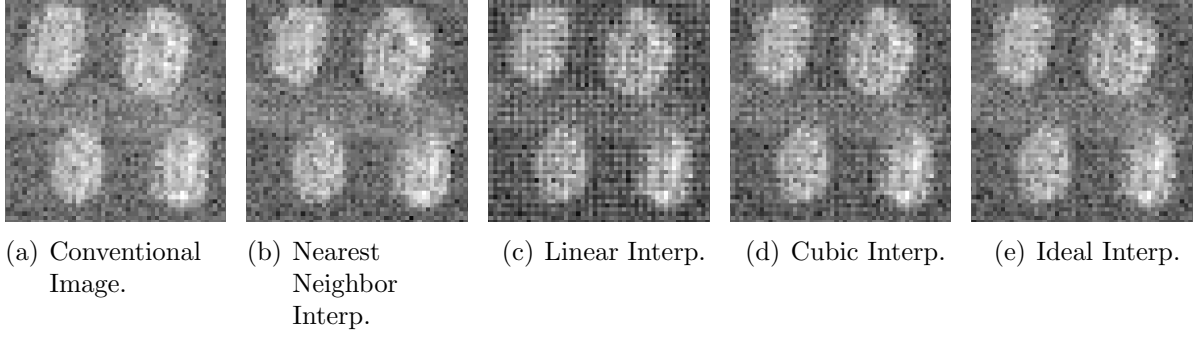 (a) Conventional
Image.
(b) Nearest
Neighbor
Interp.
(c) Linear Interp.
(d) Cubic Interp.
(e) Ideal Interp.